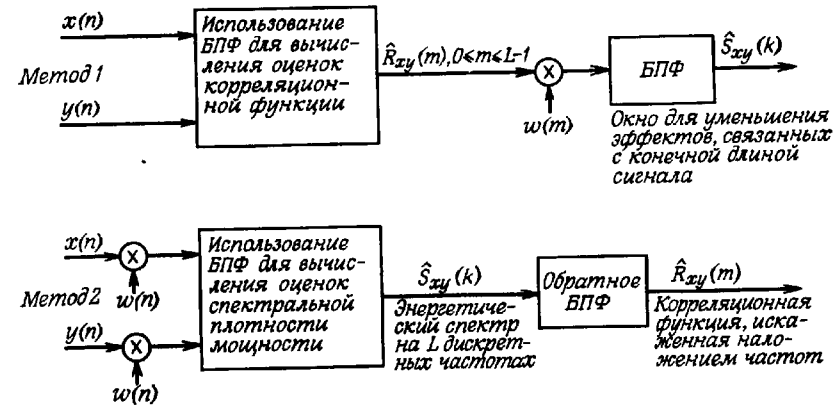 x(n)
Метод 1
y(n)
Использование
БПФ для вычис-
ления оценок
корреляцион-
ной функции
R̂xy(m), 0≤m≤L-1
×
w(m)
БПФ
Ŝxy(k)
Окно для уменьшения
эффектов, связанных
с конечной длиной
сигнала
x(n)
×
w(n)
Метод 2
y(n)
×
w(n)
Использование
БПФ для вычис-
ления оценок
спектральной
плотности
мощности
Ŝxy(k)
Энергетиче-
ский спектр
на L дискрет-
ных частотах
Обратное
БПФ
R̂xy(m)
Корреляционная
функция, иска-
женная нало-
жением частот